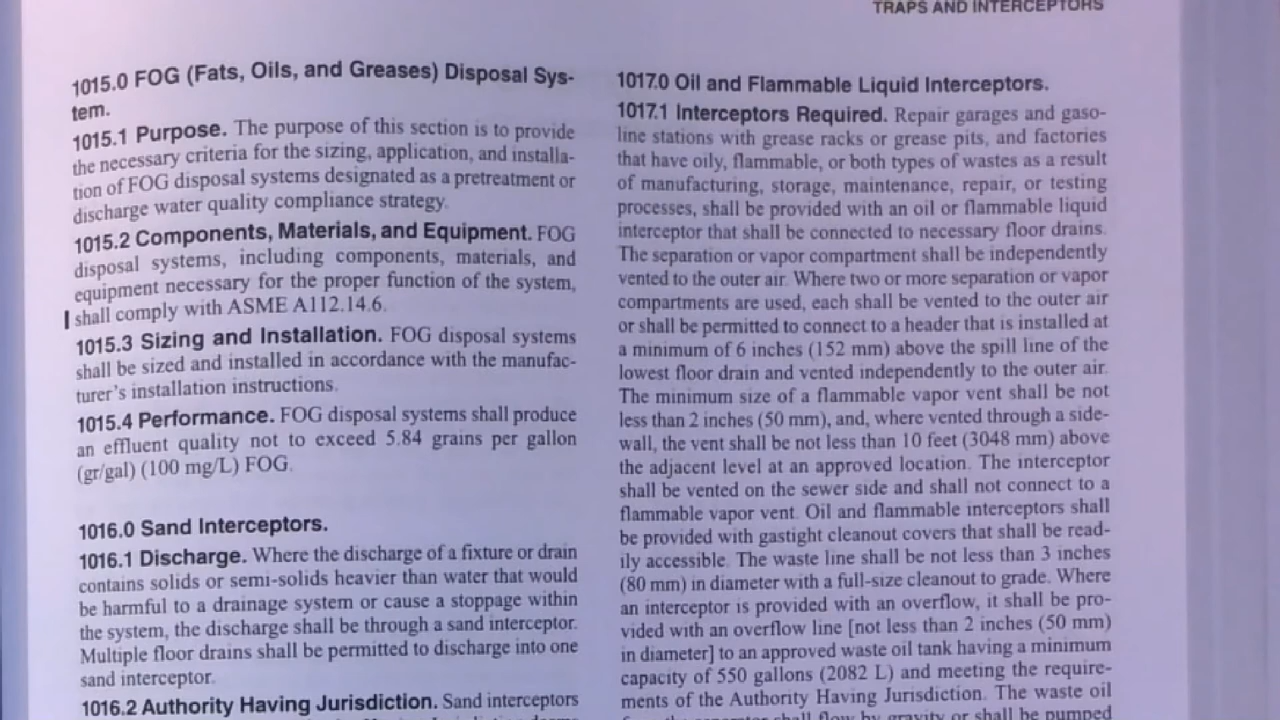 TRAPS AND INTERCEPTORS
1015.0 FOG (Fats, Oils, and Greases) Disposal Sys-
tem.
1015.1 Purpose. The purpose of this section is to provide
the necessary criteria for the sizing, application, and installa-
tion of FOG disposal systems designated as a pretreatment or
discharge water quality compliance strategy.
1015.2 Components, Materials, and Equipment. FOG
disposal systems, including components, materials, and
equipment necessary for the proper function of the system,
shall comply with ASME A112.14.6.
1015.3 Sizing and Installation. FOG disposal systems
shall be sized and installed in accordance with the manufac-
turer's installation instructions.
1015.4 Performance. FOG disposal systems shall produce
an effluent quality not to exceed 5.84 grains per gallon
(gr/gal) (100 mg/L) FOG.
1016.0 Sand Interceptors.
1016.1 Discharge. Where the discharge of a fixture or drain
contains solids or semi-solids heavier than water that would
be harmful to a drainage system or cause a stoppage within
the system, the discharge shall be through a sand interceptor.
Multiple floor drains shall be permitted to discharge into one
sand interceptor.
1016.2 Authority Having Jurisdiction. Sand interceptors
1017.0 Oil and Flammable Liquid Interceptors.
1017.1 Interceptors Required. Repair garages and gaso-
line stations with grease racks or grease pits, and factories
that have oily, flammable, or both types of wastes as a result
of manufacturing, storage, maintenance, repair, or testing
processes, shall be provided with an oil or flammable liquid
interceptor that shall be connected to necessary floor drains.
The separation or vapor compartment shall be independently
vented to the outer air. Where two or more separation or vapor
compartments are used, each shall be vented to the outer air
or shall be permitted to connect to a header that is installed at
a minimum of 6 inches (152 mm) above the spill line of the
lowest floor drain and vented independently to the outer air.
The minimum size of a flammable vapor vent shall be not
less than 2 inches (50 mm), and, where vented through a side-
wall, the vent shall be not less than 10 feet (3048 mm) above
the adjacent level at an approved location. The interceptor
shall be vented on the sewer side and shall not connect to a
flammable vapor vent. Oil and flammable interceptors shall
be provided with gastight cleanout covers that shall be read-
ily accessible. The waste line shall be not less than 3 inches
(80 mm) in diameter with a full-size cleanout to grade. Where
an interceptor is provided with an overflow, it shall be pro-
vided with an overflow line [not less than 2 inches (50 mm)
in diameter] to an approved waste oil tank having a minimum
capacity of 550 gallons (2082 L) and meeting the require-
ments of the Authority Having Jurisdiction. The waste oil
from the separator shall flow by gravity or shall be pumped